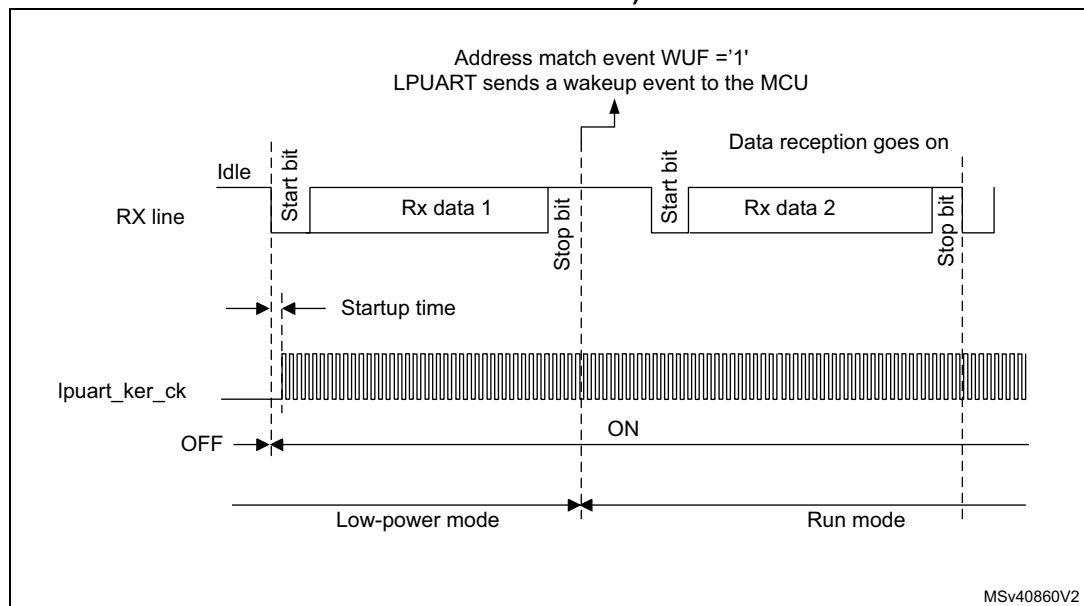 Address match event WUF ='1'
LPUART sends a wakeup event to the MCU
Data reception goes on
Idle
RX line
Start bit
Rx data 1
Stop bit
Start bit
Rx data 2
Stop bit
Startup time
lpuart_ker_ck
OFF
ON
Low-power mode
Run mode
MSv40860V2